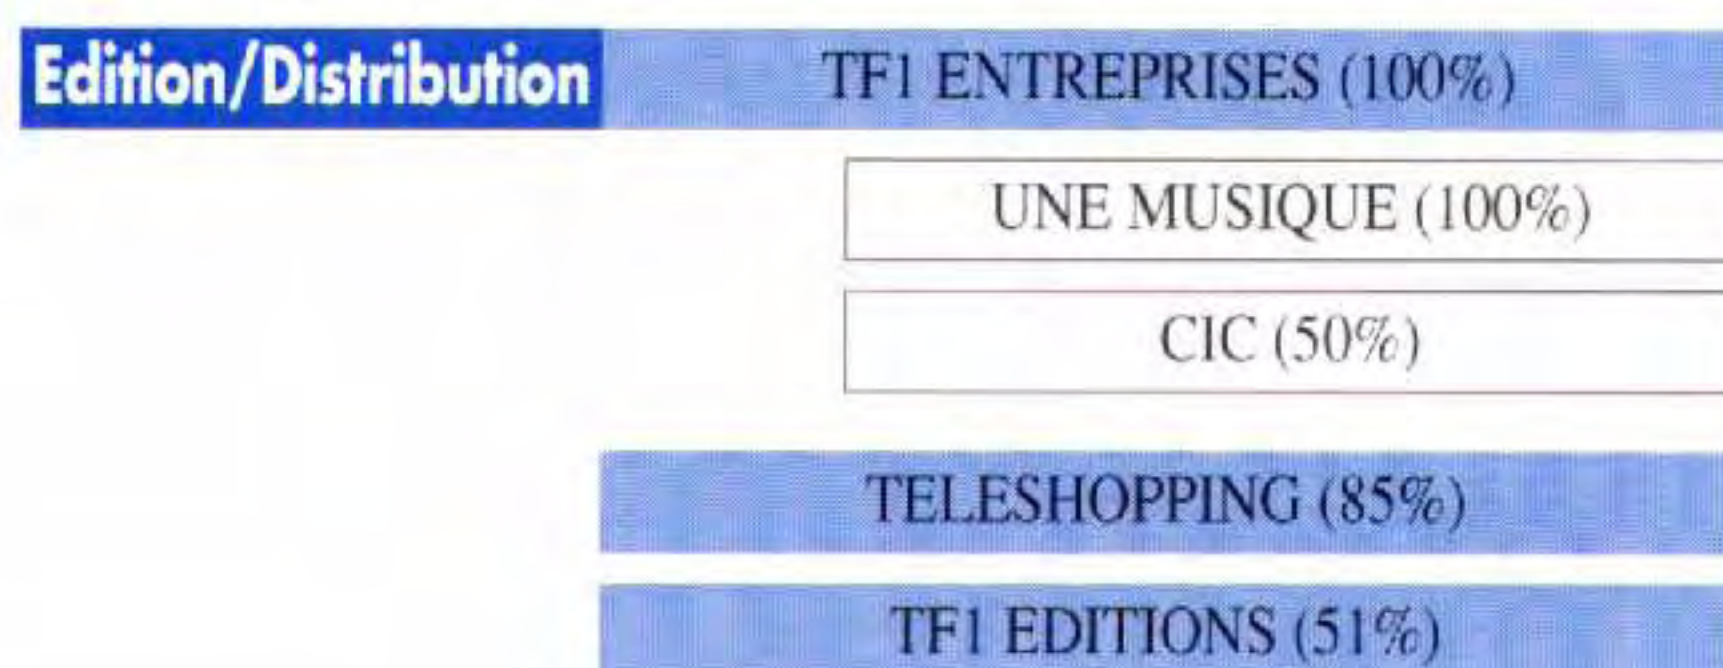 Edition/Distribution TF1 ENTREPRISES (100%)
UNE MUSIQUE (100%)
CIC (50%)
TELESHOPPING (85%)
TF1 EDITIONS (51%)